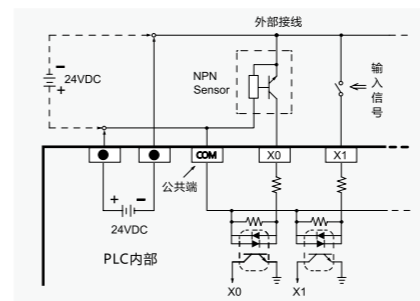 外部接线
−
24VDC
+
NPN
Sensor
输入信号
COM
X0
X1
公共端
+
−
24VDC
PLC内部
X0
X1